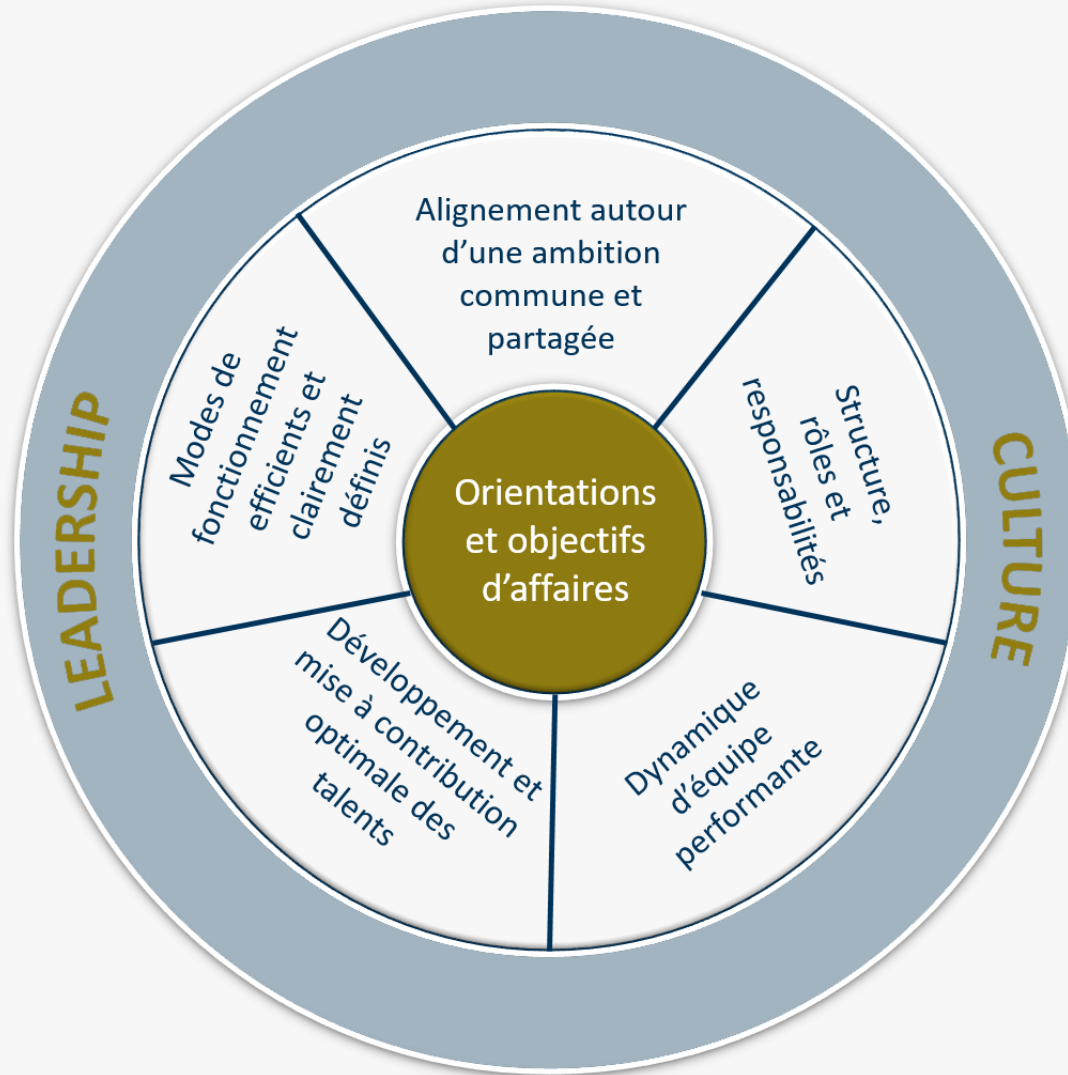 Alignement autour
d’une ambition
commune et
partagée
Structure,
rôles et
responsabilités
Dynamique
d’équipe
performante
Développement et
mise à contribution
optimale des
talents
Modes de
fonctionnement
efficients et
clairement
définis
Orientations
et objectifs
d’affaires
LEADERSHIP
CULTURE